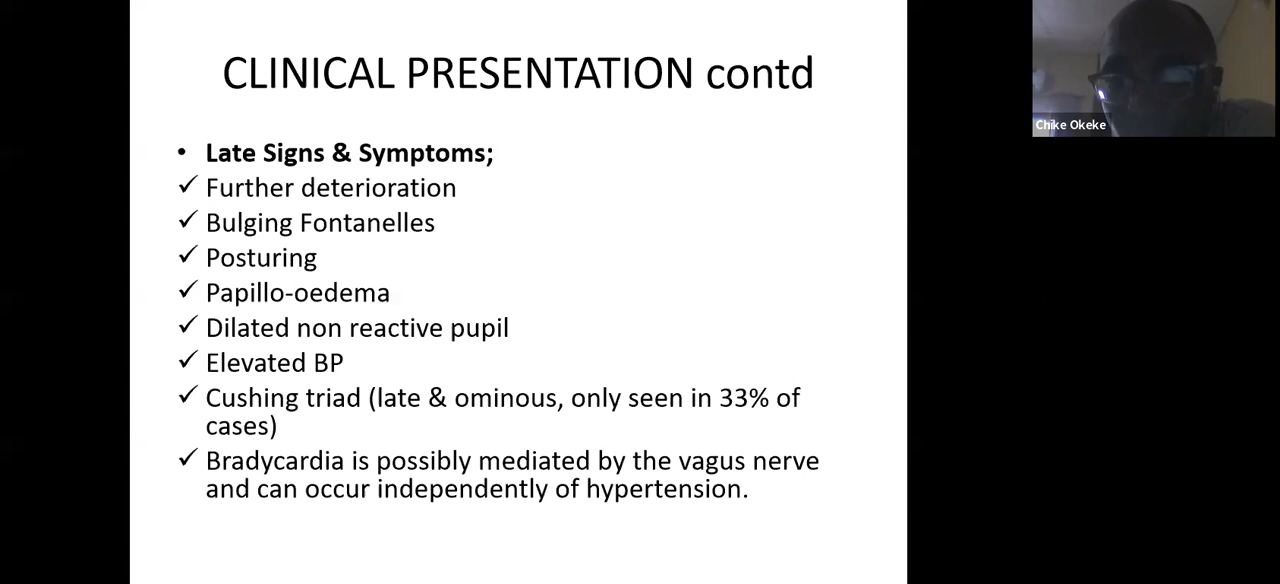 CLINICAL PRESENTATION contd
Chike Okeke
• Late Signs & Symptoms;
✓ Further deterioration
✓ Bulging Fontanelles
✓ Posturing
✓ Papillo-oedema
✓ Dilated non reactive pupil
✓ Elevated BP
✓ Cushing triad (late & ominous, only seen in 33% of
cases)
✓ Bradycardia is possibly mediated by the vagus nerve
and can occur independently of hypertension.